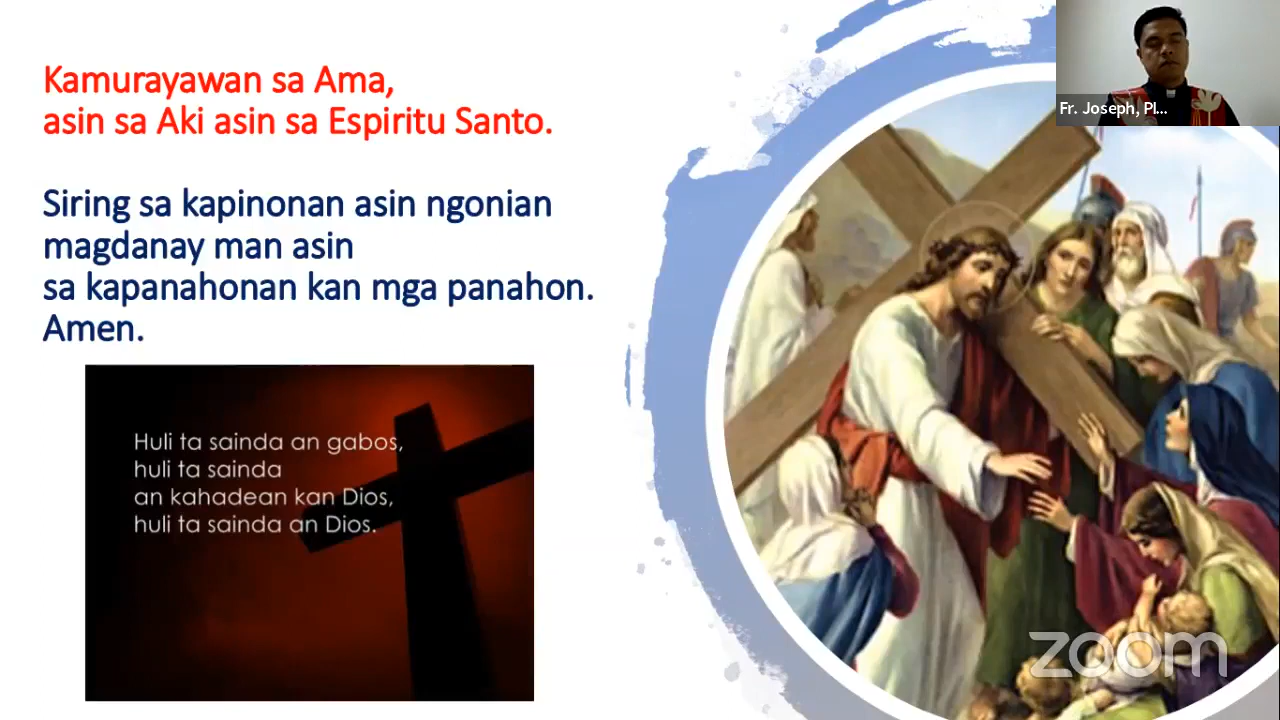 Kamurayawan sa Ama,
asin sa Aki asin sa Espiritu Santo.
Siring sa kapinonan asin ngonian
magdanay man asin
sa kapanahonan kan mga panahon.
Amen.
Huli ta sainda an gabos,
huli ta sainda
an kahadean kan Dios,
huli ta sainda an Dios.
Fr. Joseph, Pl...
zoom